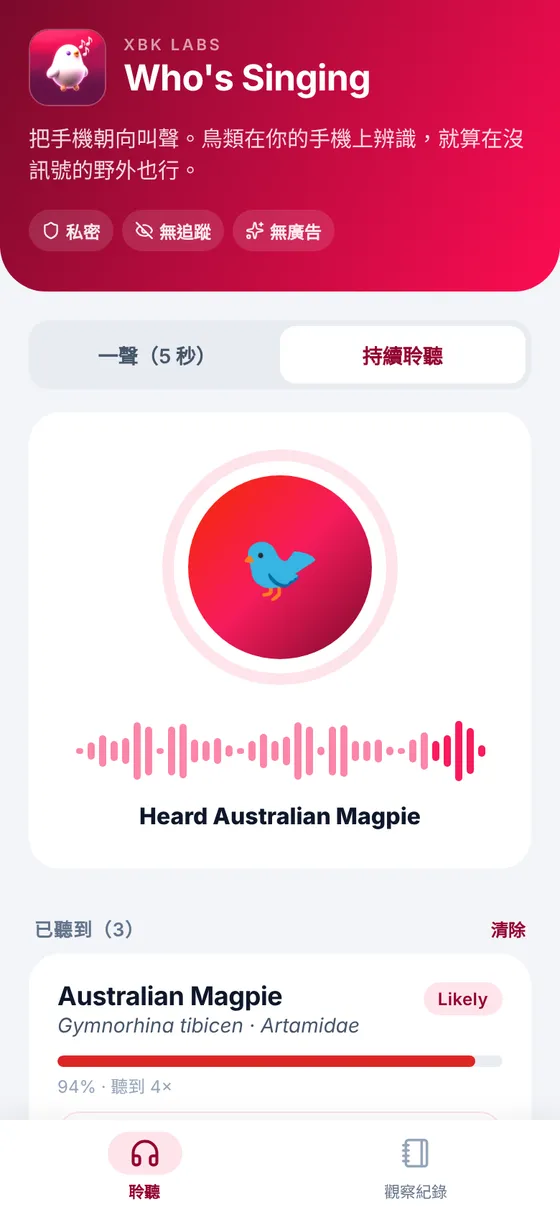 XBK LABS
Who's Singing
把手機朝向叫聲。鳥類在你的手機上辨識，就算在沒
訊號的野外也行。
私密
無追蹤
無廣告
一聲（5 秒）
持續聆聽
Heard Australian Magpie
已聽到（3）
清除
Australian Magpie
Likely
Gymnorhina tibicen · Artamidae
94% · 聽到 4×
聆聽
觀察紀錄